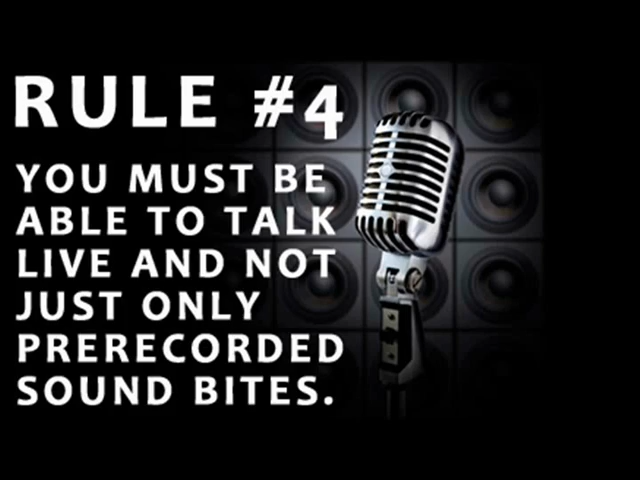 RULE #4
YOU MUST BE
ABLE TO TALK
LIVE AND NOT
JUST ONLY
PRERECORDED
SOUND BITES.